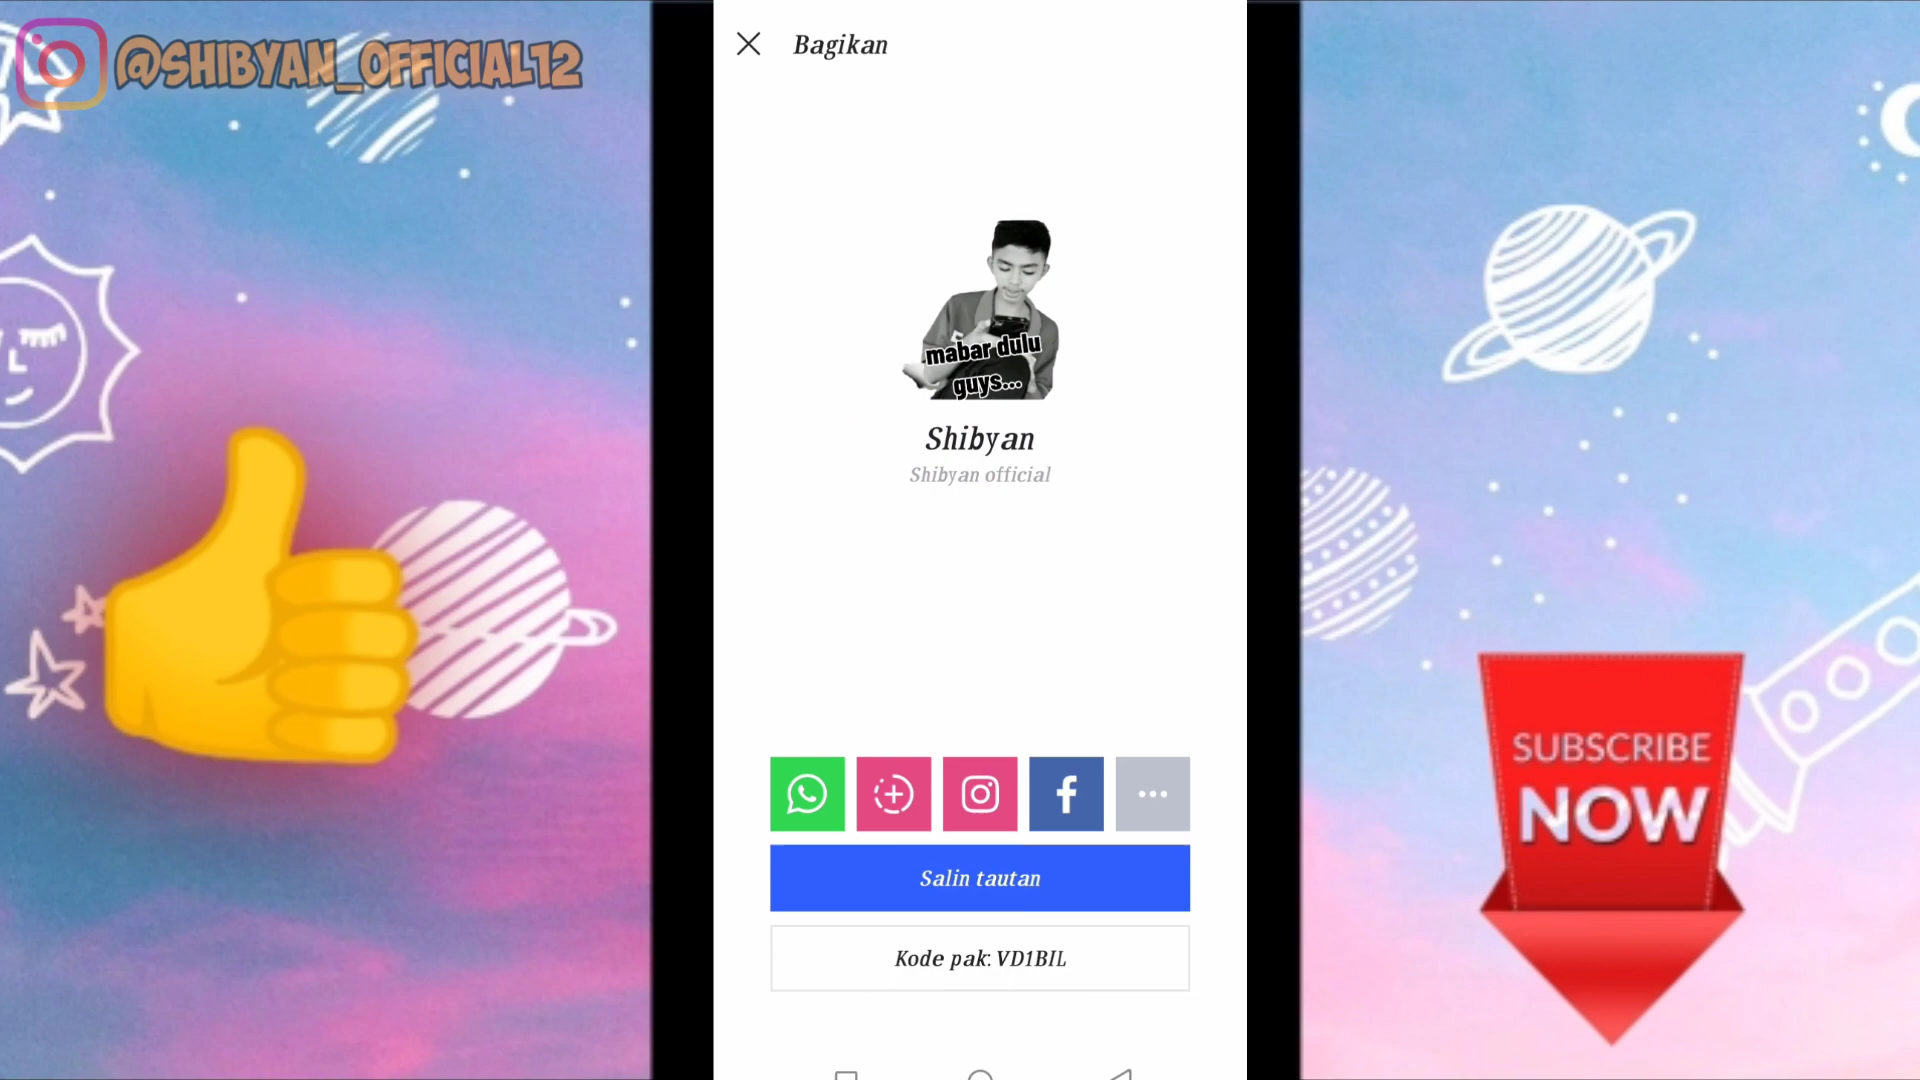 @SHIBYAN_OFFICIAL12
Bagikan
mabar dulu
guys...
Shibyan
Shibyan official
Salin tautan
Kode pak: VD1BIL
SUBSCRIBE
NOW